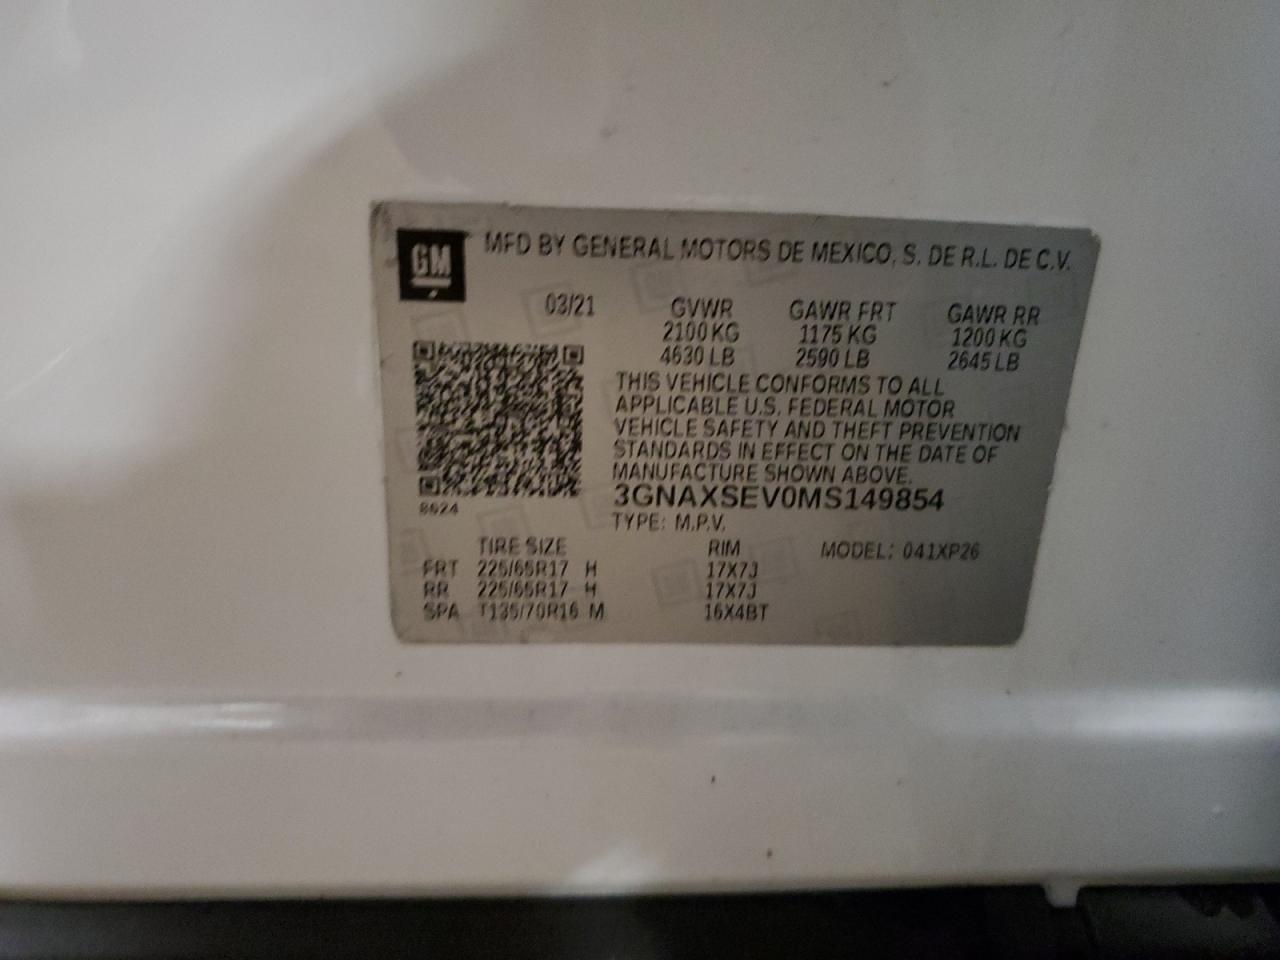 GM MFD BY GENERAL MOTORS DE MEXICO, S. DE R.L. DE C.V.
03/21 GVWR GAWR FRT GAWR RR
2100 KG 1175 KG 1200 KG
4630 LB 2590 LB 2645 LB
THIS VEHICLE CONFORMS TO ALL
APPLICABLE U.S. FEDERAL MOTOR
VEHICLE SAFETY AND THEFT PREVENTION
STANDARDS IN EFFECT ON THE DATE OF
MANUFACTURE SHOWN ABOVE.
3GNAXSEV0MS149854
8624
TYPE: M.P.V.
TIRE SIZE RIM MODEL: 041XP26
FRT 225/65R17 H 17X7J
RR 225/65R17 H 17X7J
SPA T135/70R16 M 16X4BT